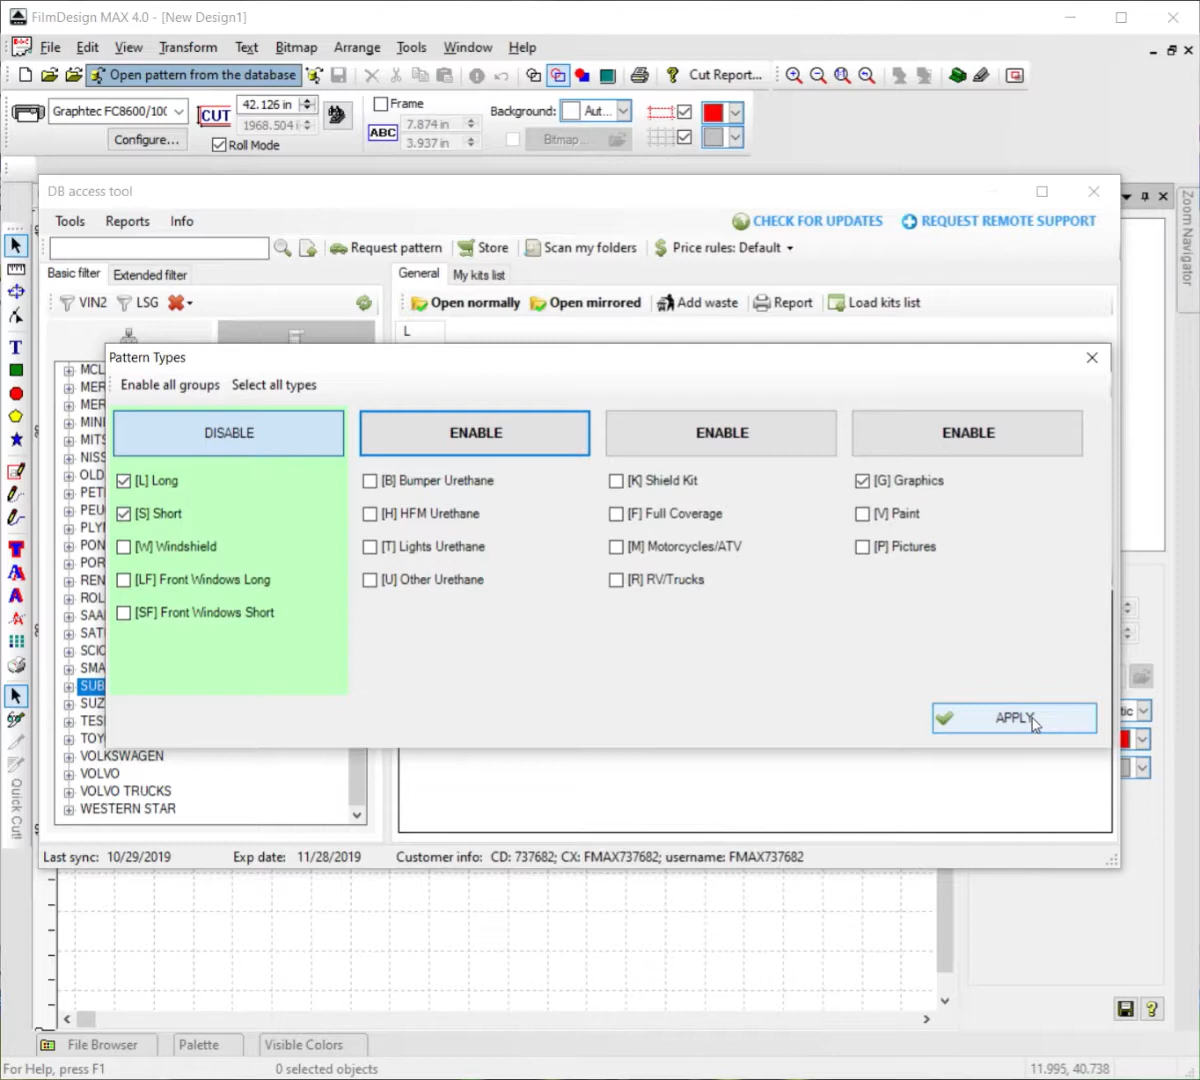 FilmDesign MAX 4.0 - [New Design1]
File Edit View Transform Text Bitmap Arrange Tools Window Help
Open pattern from the database Cut Report...
Graphtec FC8600/100 CUT 42.126 in Frame Background: Aut...
1968.504 i ABC 7.874 in
Configure... Roll Mode 3.937 in Bitmap...
DB access tool
Tools Reports Info CHECK FOR UPDATES REQUEST REMOTE SUPPORT
Request pattern Store Scan my folders Price rules: Default
Basic filter Extended filter General My kits list
VIN2 LSG Open normally Open mirrored Add waste Report Load kits list
L
Zoom Navigator
Pattern Types
Enable all groups Select all types
DISABLE ENABLE ENABLE ENABLE
[L] Long [B] Bumper Urethane [K] Shield Kit [G] Graphics
[S] Short [H] HFM Urethane [F] Full Coverage [V] Paint
[W] Windshield [T] Lights Urethane [M] Motorcycles/ATV [P] Pictures
[LF] Front Windows Long [U] Other Urethane [R] RV/Trucks
[SF] Front Windows Short
APPLY
MCL
MER
MER
MINI
MITS
NISS
OLD
PETE
PEU
PLYM
PON
POR
REN
ROL
SAA
SATU
SCIO
SMA
SUB
SUZ
TES
TOY
VOLKSWAGEN
VOLVO
VOLVO TRUCKS
WESTERN STAR
tic
Quick Cut!
Last sync: 10/29/2019 Exp date: 11/28/2019 Customer info: CD: 737682; CX: FMAX737682; username: FMAX737682
File Browser Palette Visible Colors
For Help, press F1 0 selected objects 11.995, 40.738